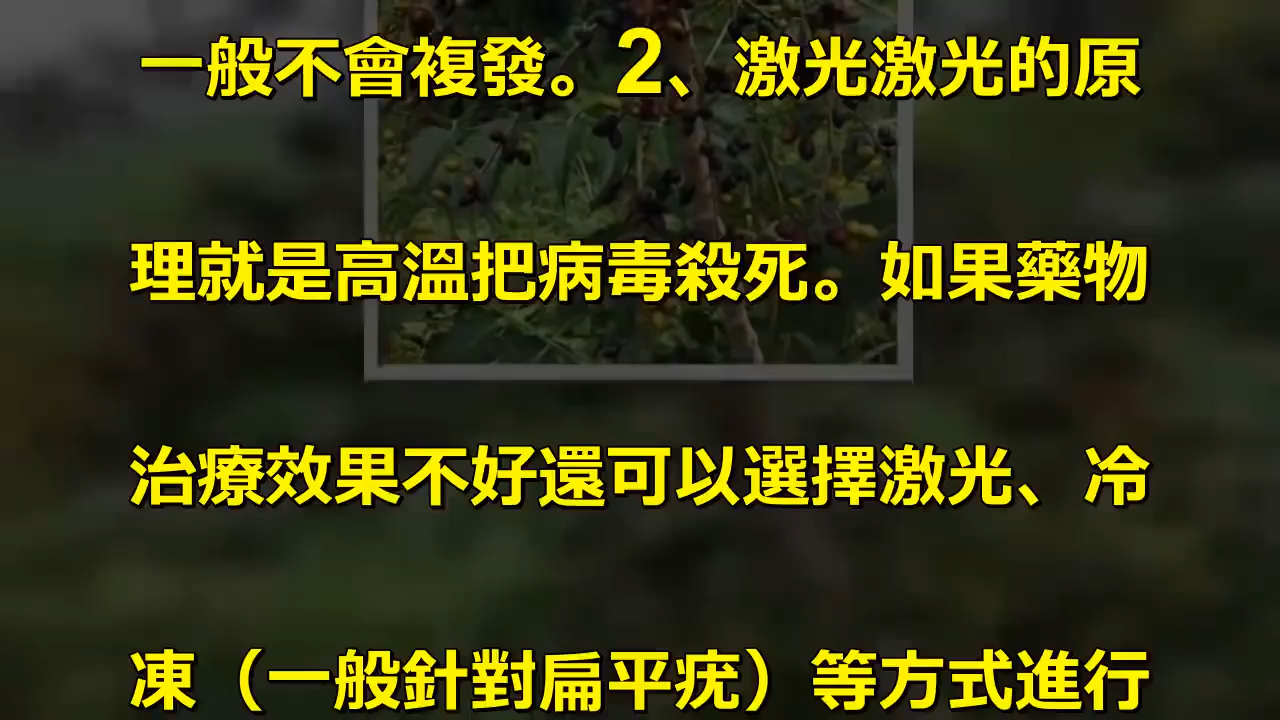 一般不會複發。2、激光激光的原
理就是高溫把病毒殺死。如果藥物
治療效果不好還可以選擇激光、冷
凍（一般針對扁平疣）等方式進行